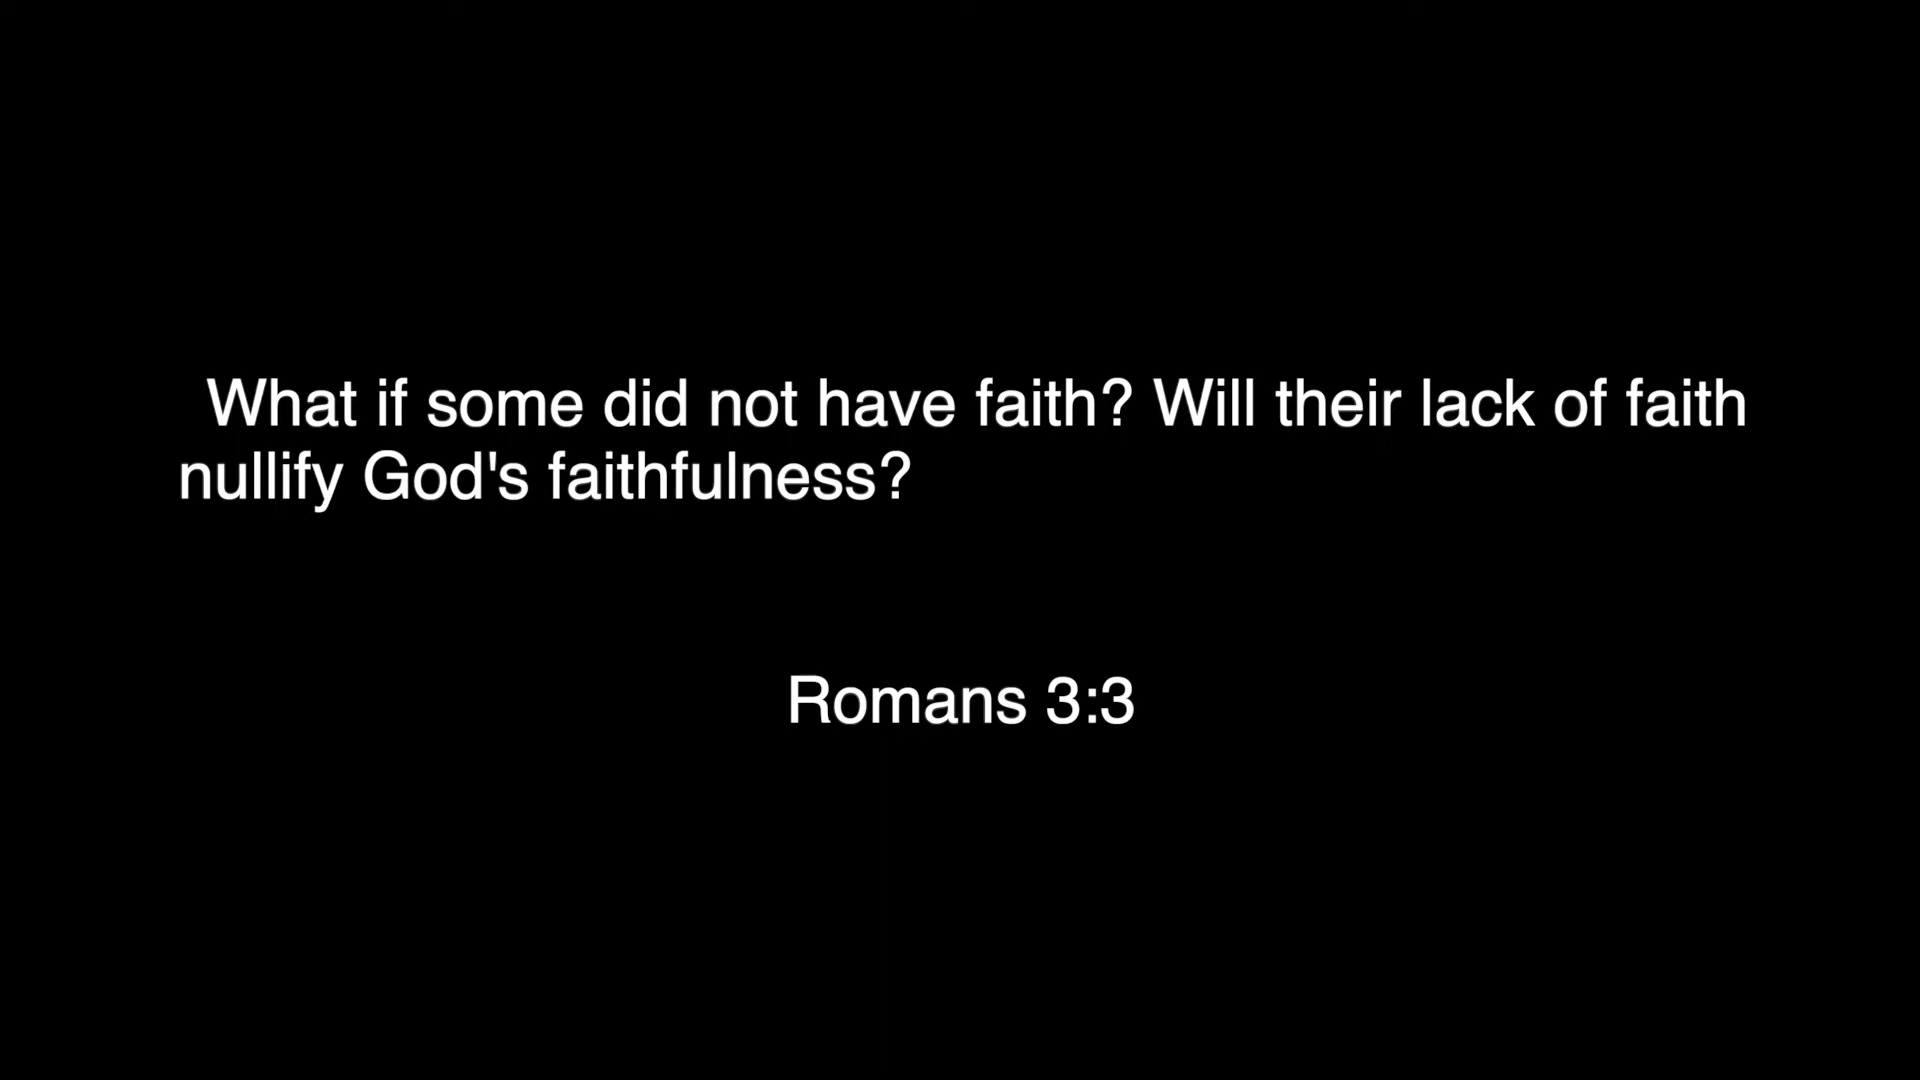 What if some did not have faith? Will their lack of faith
nullify God's faithfulness?
Romans 3:3